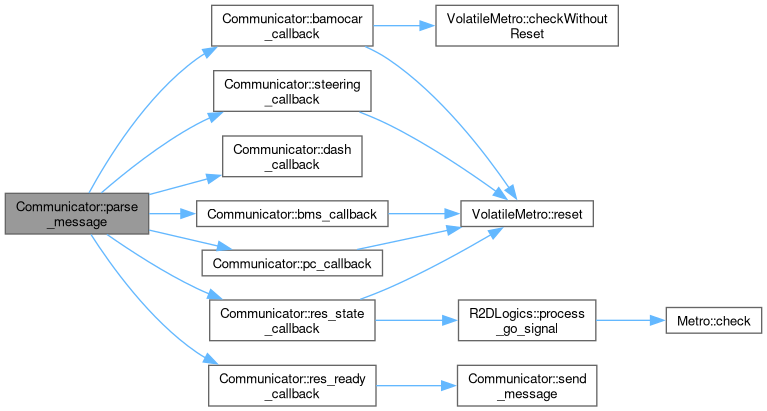 Communicator::parse
_message
Communicator::bamocar
_callback
VolatileMetro::checkWithout
Reset
Communicator::steering
_callback
Communicator::dash
_callback
Communicator::bms_callback
VolatileMetro::reset
Communicator::pc_callback
Communicator::res_state
_callback
R2DLogics::process
_go_signal
Metro::check
Communicator::res_ready
_callback
Communicator::send
_message